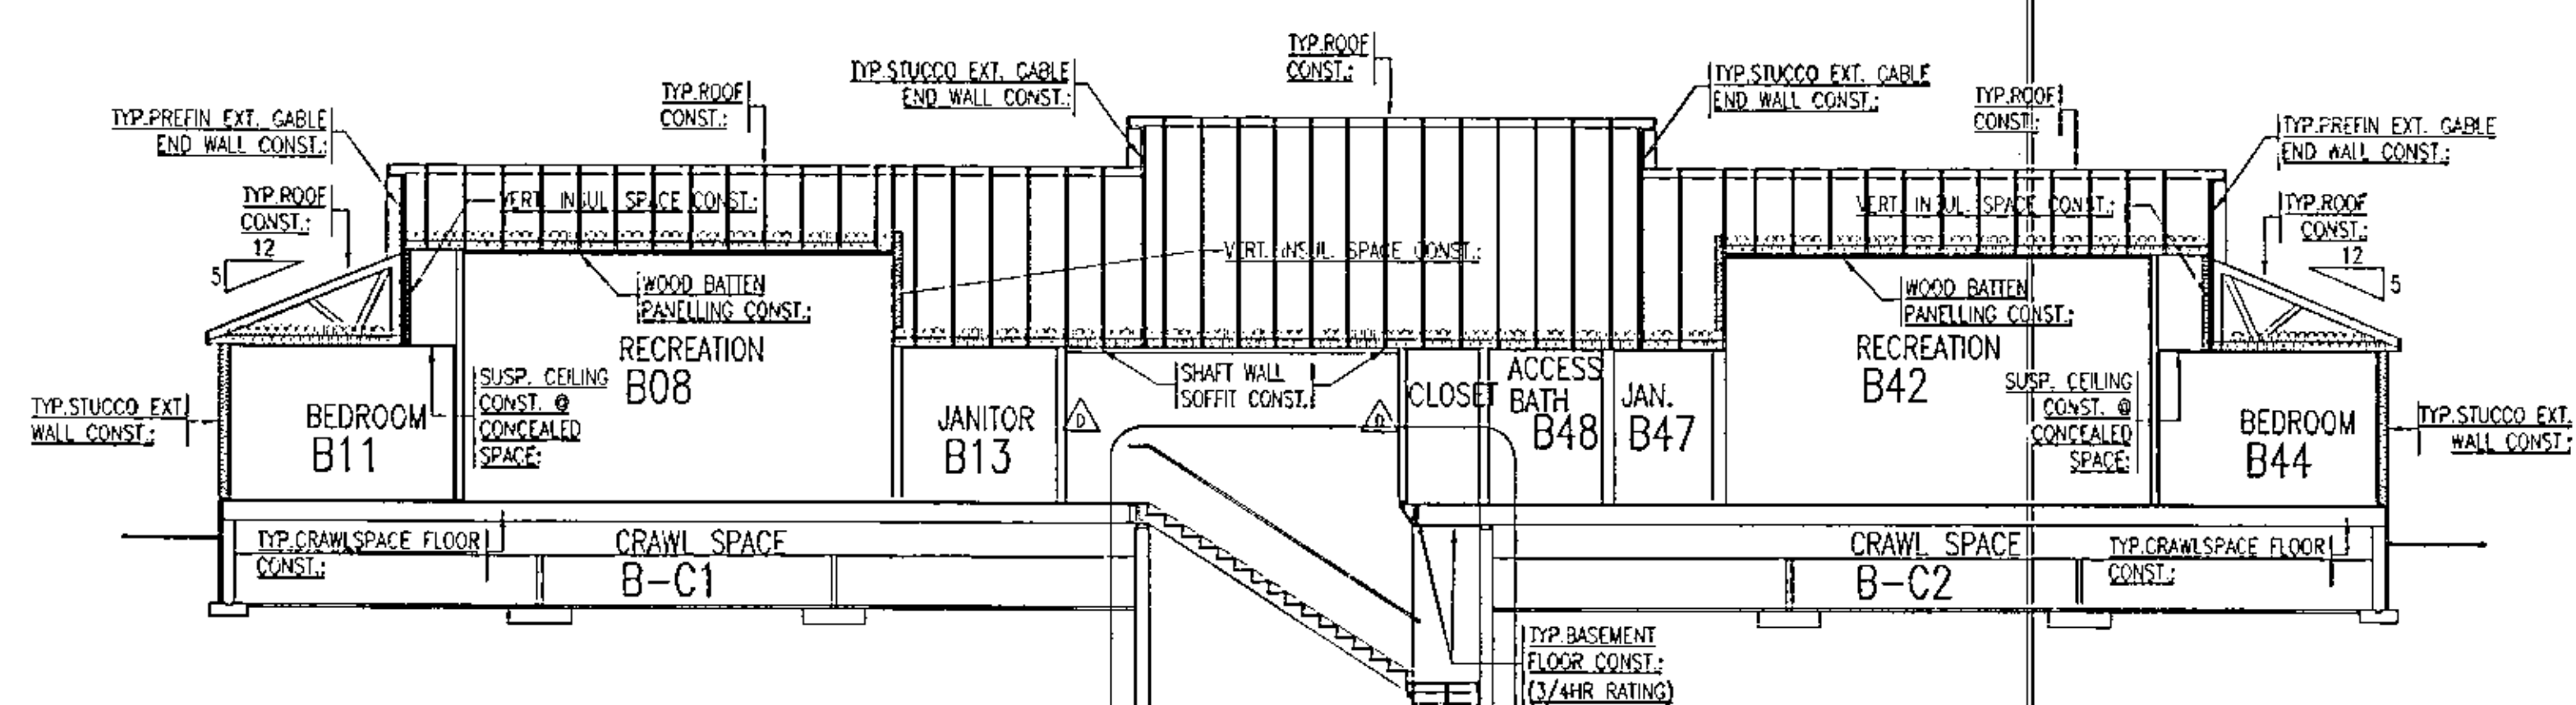 TYP.ROOF
CONST.:
TYP.STUCCO EXT. GABLE
END WALL CONST.:
TYP.STUCCO EXT. GABLE
END WALL CONST.:
TYP.ROOF
CONST.:
TYP.ROOF
CONST.:
TYP.PREFIN EXT. GABLE
END WALL CONST.:
TYP.PREFIN EXT. GABLE
END WALL CONST.:
TYP.ROOF
CONST.:
12
5
VERT. INSUL. SPACE CONST.:
VERT. INSUL. SPACE CONST.:
VERT. INSUL. SPACE CONST.:
TYP.ROOF
CONST.:
12
5
WOOD BATTEN
PANELLING CONST.:
WOOD BATTEN
PANELLING CONST.:
RECREATION
B08
RECREATION
B42
SUSP. CEILING
CONST. @
CONCEALED
SPACE:
SHAFT WALL
SOFFIT CONST.:
SUSP. CEILING
CONST. @
CONCEALED
SPACE:
TYP.STUCCO EXT.
WALL CONST.:
BEDROOM
B11
JANITOR
B13
D
D
CLOSET
ACCESS
BATH
B48
JAN.
B47
BEDROOM
B44
TYP.STUCCO EXT.
WALL CONST.:
TYP.CRAWLSPACE FLOOR
CONST.:
CRAWL SPACE
B-C1
CRAWL SPACE
B-C2
TYP.CRAWLSPACE FLOOR
CONST.:
TYP.BASEMENT
FLOOR CONST.:
(3/4HR RATING)